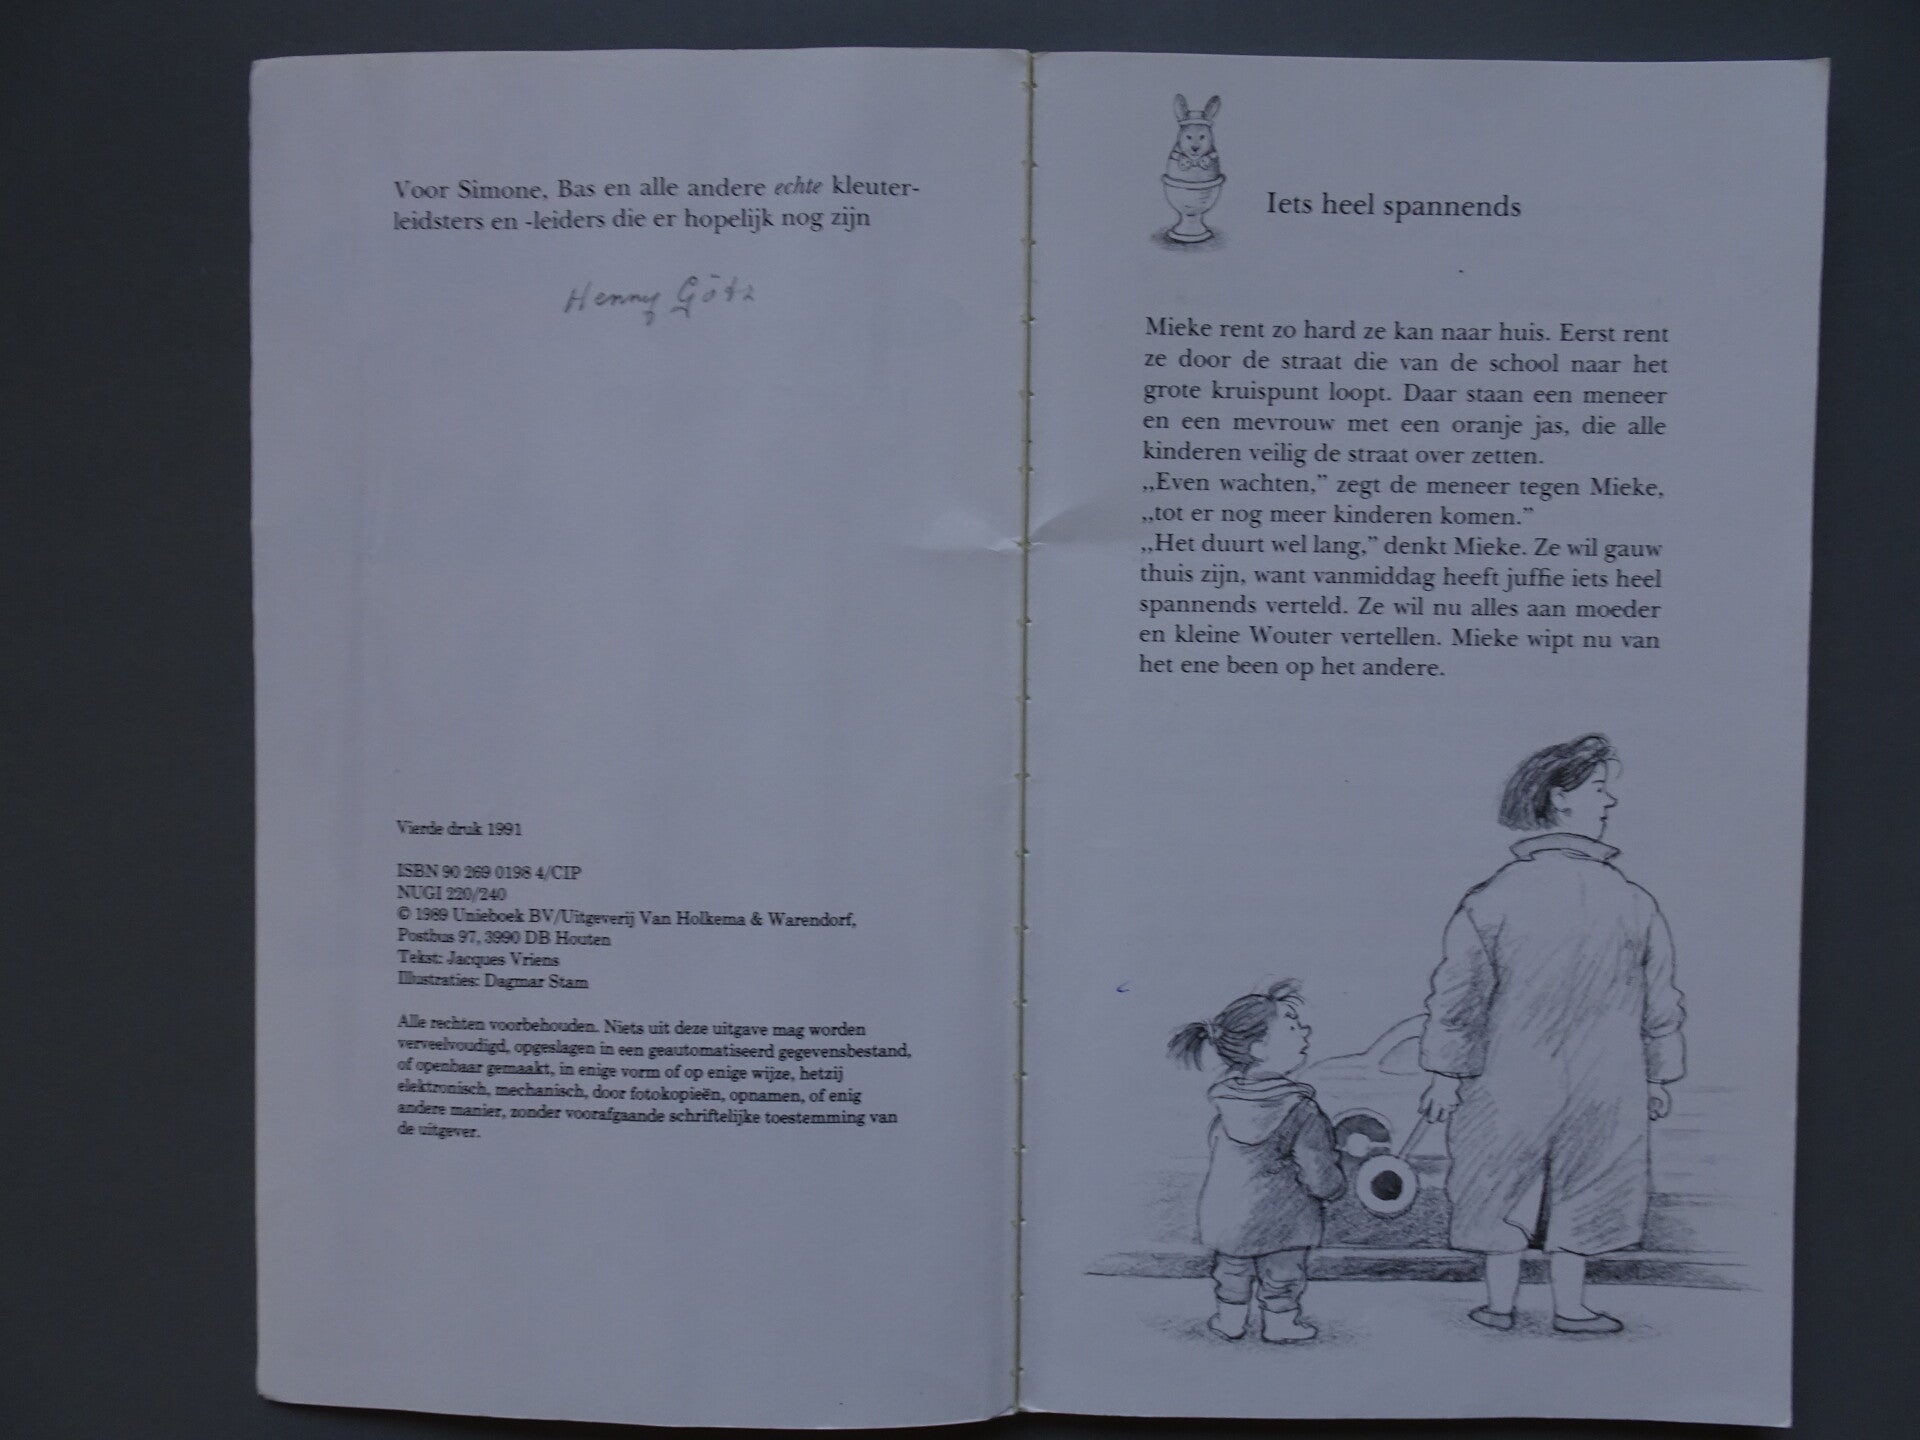 Voor Simone, Bas en alle andere echte kleuter-
leidsters en -leiders die er hopelijk nog zijn
Henny Götz
Vierde druk 1991
ISBN 90 269 0198 4/CIP
NUGI 220/240
© 1989 Unieboek BV/Uitgeverij Van Holkema & Warendorf,
Postbus 97, 3990 DB Houten
Tekst: Jacques Vriens
Illustraties: Dagmar Stam
Alle rechten voorbehouden. Niets uit deze uitgave mag worden
verveelvoudigd, opgeslagen in een geautomatiseerd gegevensbestand,
of openbaar gemaakt, in enige vorm of op enige wijze, hetzij
elektronisch, mechanisch, door fotokopieën, opnamen, of enig
andere manier, zonder voorafgaande schriftelijke toestemming van
de uitgever.
Iets heel spannends
Mieke rent zo hard ze kan naar huis. Eerst rent
ze door de straat die van de school naar het
grote kruispunt loopt. Daar staan een meneer
en een mevrouw met een oranje jas, die alle
kinderen veilig de straat over zetten.
„Even wachten,” zegt de meneer tegen Mieke,
„tot er nog meer kinderen komen.”
„Het duurt wel lang,” denkt Mieke. Ze wil gauw
thuis zijn, want vanmiddag heeft juffie iets heel
spannends verteld. Ze wil nu alles aan moeder
en kleine Wouter vertellen. Mieke wipt nu van
het ene been op het andere.